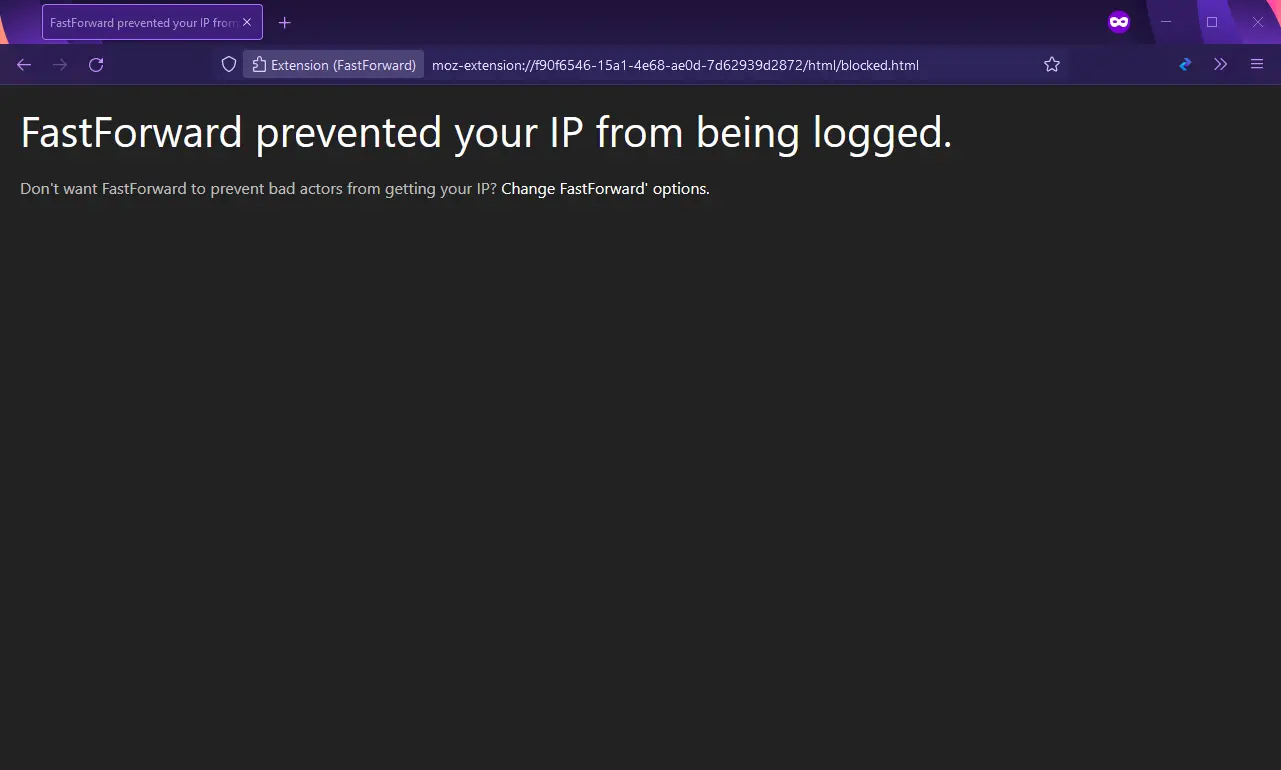 FastForward prevented your IP from
Extension (FastForward) moz-extension://f90f6546-15a1-4e68-ae0d-7d62939d2872/html/blocked.html
FastForward prevented your IP from being logged.
Don't want FastForward to prevent bad actors from getting your IP? Change FastForward' options.